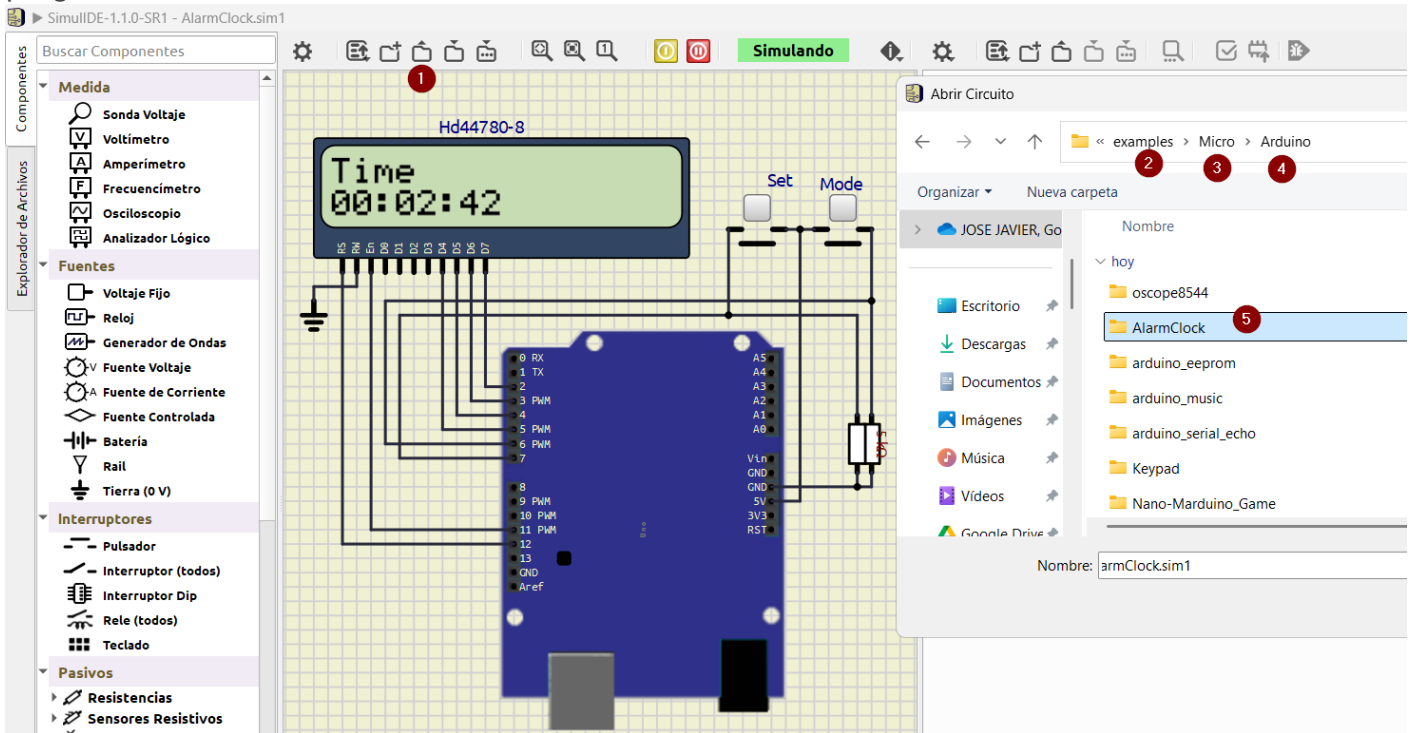 SimulIDE-1.1.0-SR1 - AlarmClock.sim1
Componentes
Explorador de Archivos
Buscar Componentes
Medida
Sonda Voltaje
Voltímetro
Amperímetro
Frecuencímetro
Osciloscopio
Analizador Lógico
Fuentes
Voltaje Fijo
Reloj
Generador de Ondas
V Fuente Voltaje
A Fuente de Corriente
Fuente Controlada
Batería
Raíl
Tierra (0 V)
Interruptores
Pulsador
Interruptor (todos)
Interruptor Dip
Rele (todos)
Teclado
Pasivos
Resistencias
Sensores Resistivos
1
Simulando
1
Hd44780-8
Time
00:02:42
RS RW En D0 D1 D2 D3 D4 D5 D6 D7
Set
Mode
0 RX
1 TX
2
3 PWM
4
5 PWM
6 PWM
7
8
9 PWM
10 PWM
11 PWM
12
13
GND
Aref
A5
A4
A3
A2
A1
A0
Vin
GND
GND
5V
3V3
RST
Uno
5 kΩ
Abrir Circuito
« examples > Micro > Arduino
2
3
4
Organizar
Nueva carpeta
JOSE JAVIER, Go
Escritorio
Descargas
Documentos
Imágenes
Música
Vídeos
Google Drive
Nombre
hoy
oscope8544
AlarmClock
5
arduino_eeprom
arduino_music
arduino_serial_echo
Keypad
Nano-Marduino_Game
Nombre:
armClock.sim1